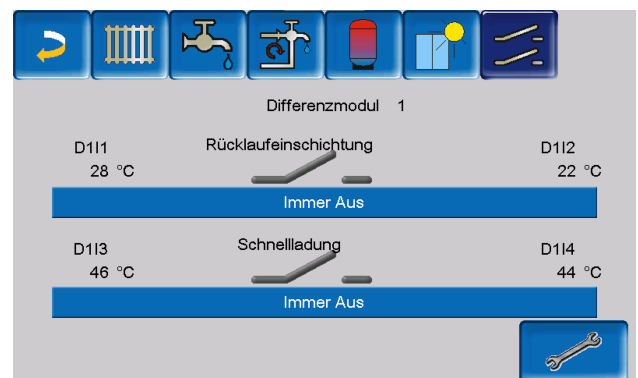 Differenzmodul 1
D1I1 Rücklaufeinschichtung D1I2
28 °C 22 °C
Immer Aus
D1I3 Schnellladung D1I4
46 °C 44 °C
Immer Aus